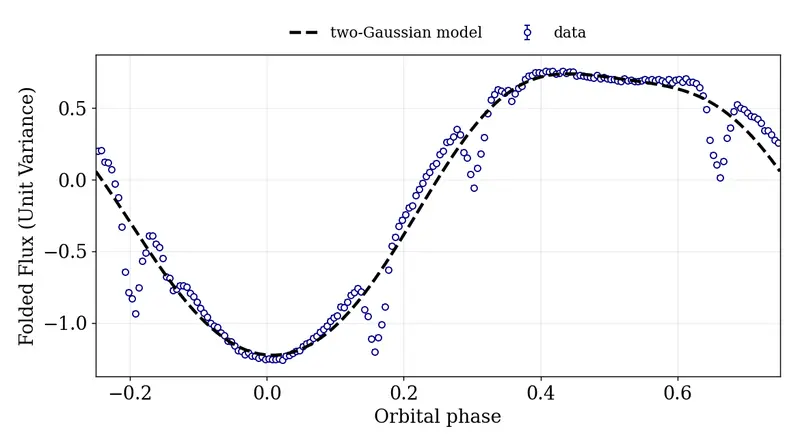 two-Gaussian model data
Folded Flux (Unit Variance)
0.5
0.0
−0.5
−1.0
−0.2 0.0 0.2 0.4 0.6
Orbital phase